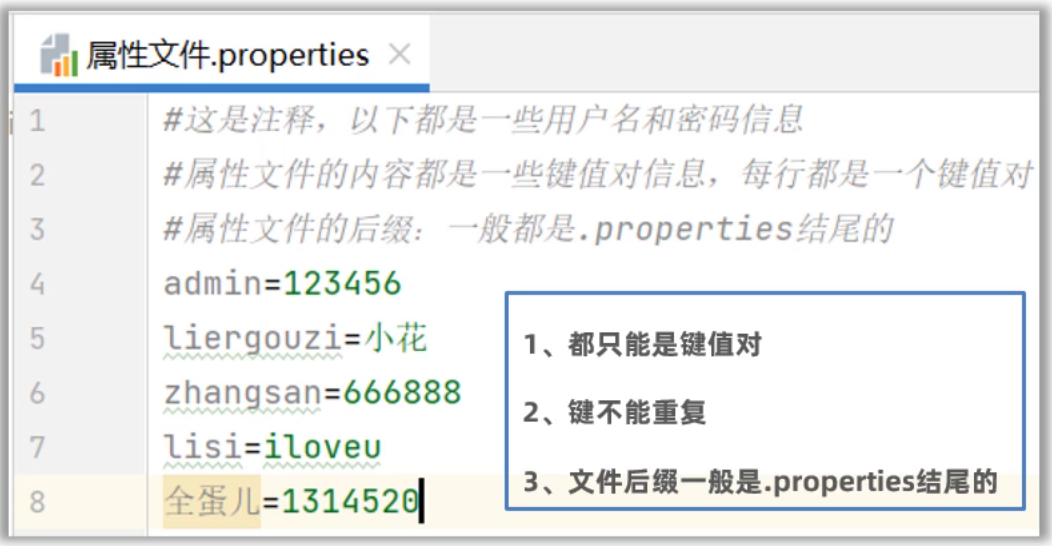 属性文件.properties
1 #这是注释，以下都是一些用户名和密码信息
2 #属性文件的内容都是一些键值对信息，每行都是一个键值对
3 #属性文件的后缀：一般都是.properties结尾的
4 admin=123456
5 liergouzi=小花
6 zhangsan=666888
7 lisi=iloveu
8 全蛋儿=1314520
1、都只能是键值对
2、键不能重复
3、文件后缀一般是.properties结尾的